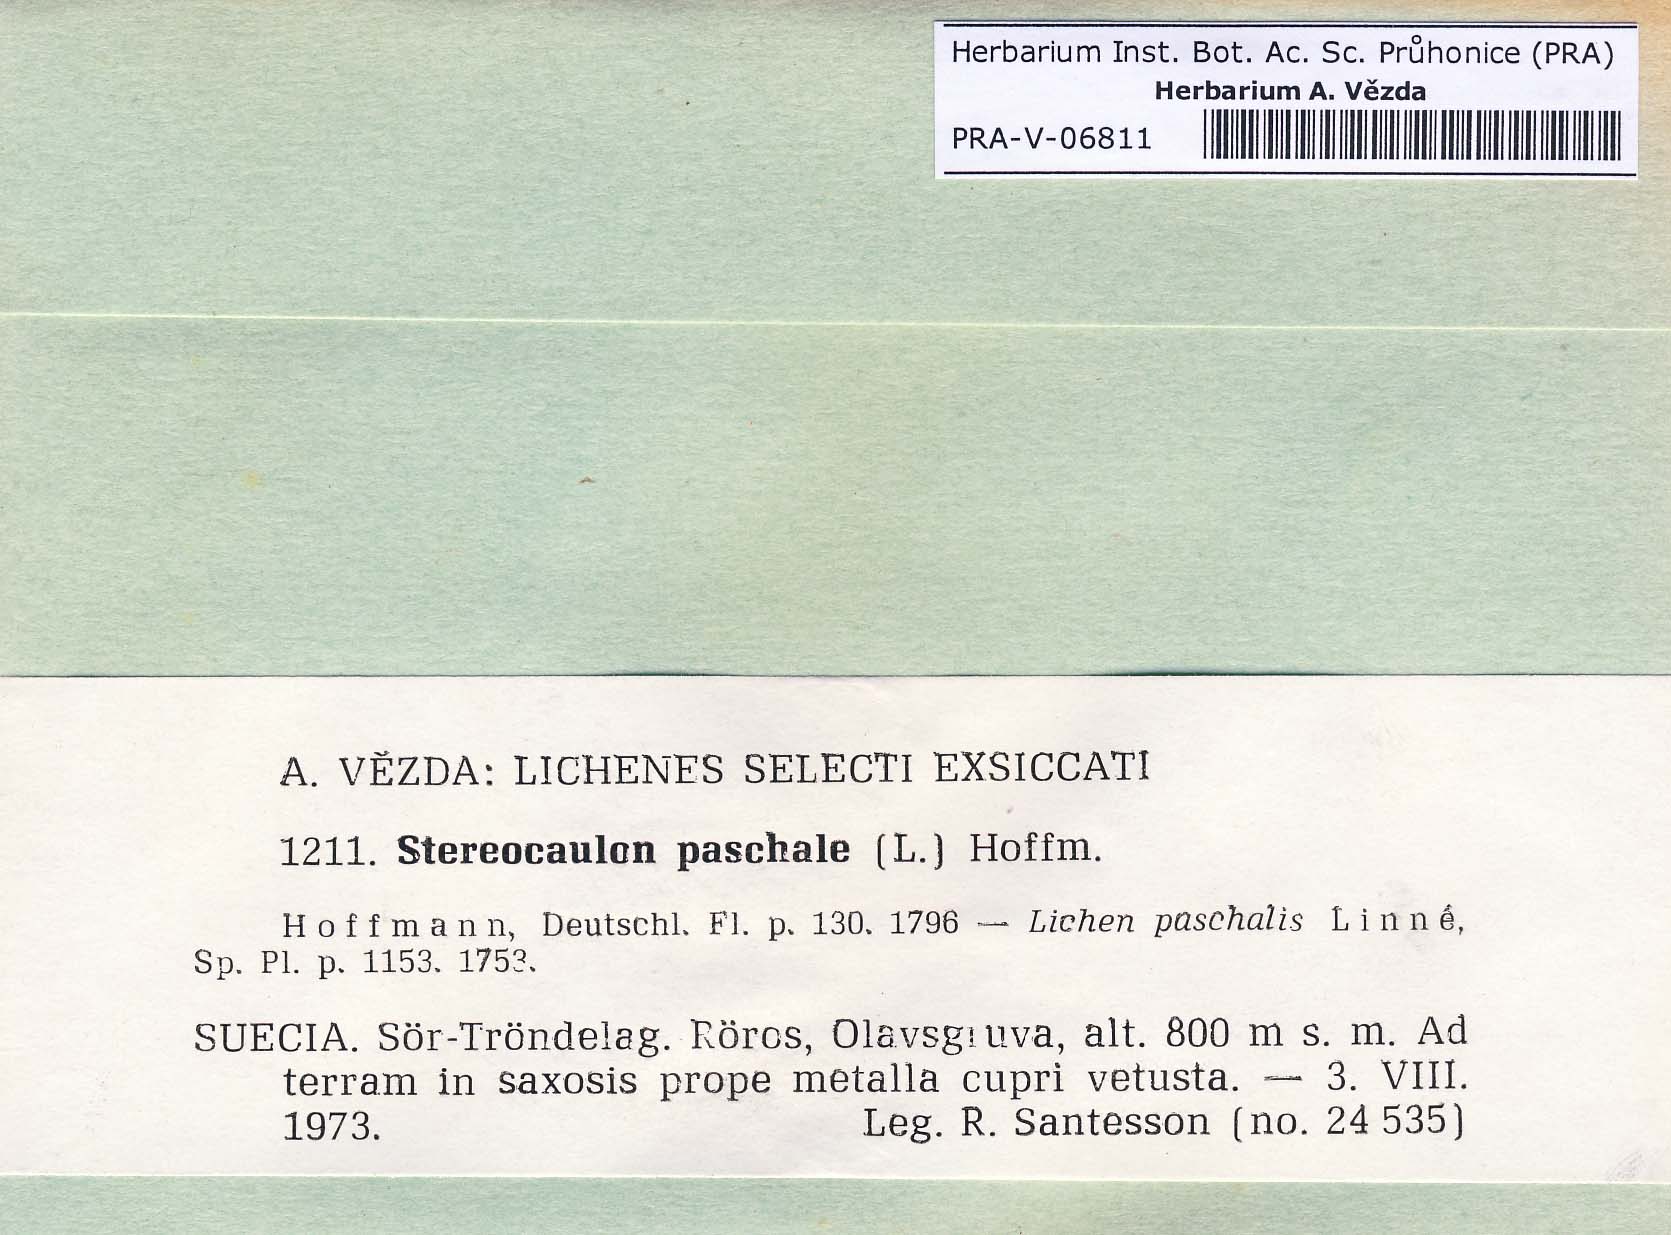 Herbarium Inst. Bot. Ac. Sc. Průhonice (PRA)
Herbarium A. Vězda
PRA-V-06811
A. VĚZDA: LICHENES SELECTI EXSICCATI
1211. Stereocaulon paschale (L.) Hoffm.
Hoffmann, Deutschl. Fl. p. 130. 1796 — Lichen paschalis Linné,
Sp. Pl. p. 1153. 1753.
SUECIA. Sör-Tröndelag. Röros, Olavsgruva, alt. 800 m s. m. Ad
terram in saxosis prope metalla cupri vetusta. — 3. VIII.
1973. Leg. R. Santesson (no. 24 535)